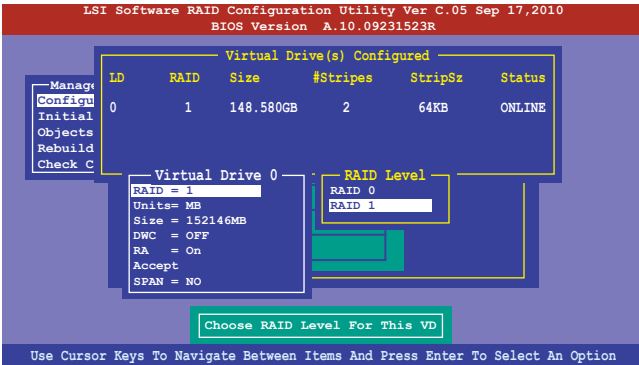 LSI Software RAID Configuration Utility Ver C.05 Sep 17,2010
BIOS Version A.10.09231523R
Virtual Drive(s) Configured
LD RAID Size #Stripes StripSz Status
0 1 148.580GB 2 64KB ONLINE
Manage
Configu
Initial
Objects
Rebuild
Check C
Virtual Drive 0
RAID = 1
Units= MB
Size = 152146MB
DWC = OFF
RA = On
Accept
SPAN = NO
RAID Level
RAID 0
RAID 1
Choose RAID Level For This VD
Use Cursor Keys To Navigate Between Items And Press Enter To Select An Option